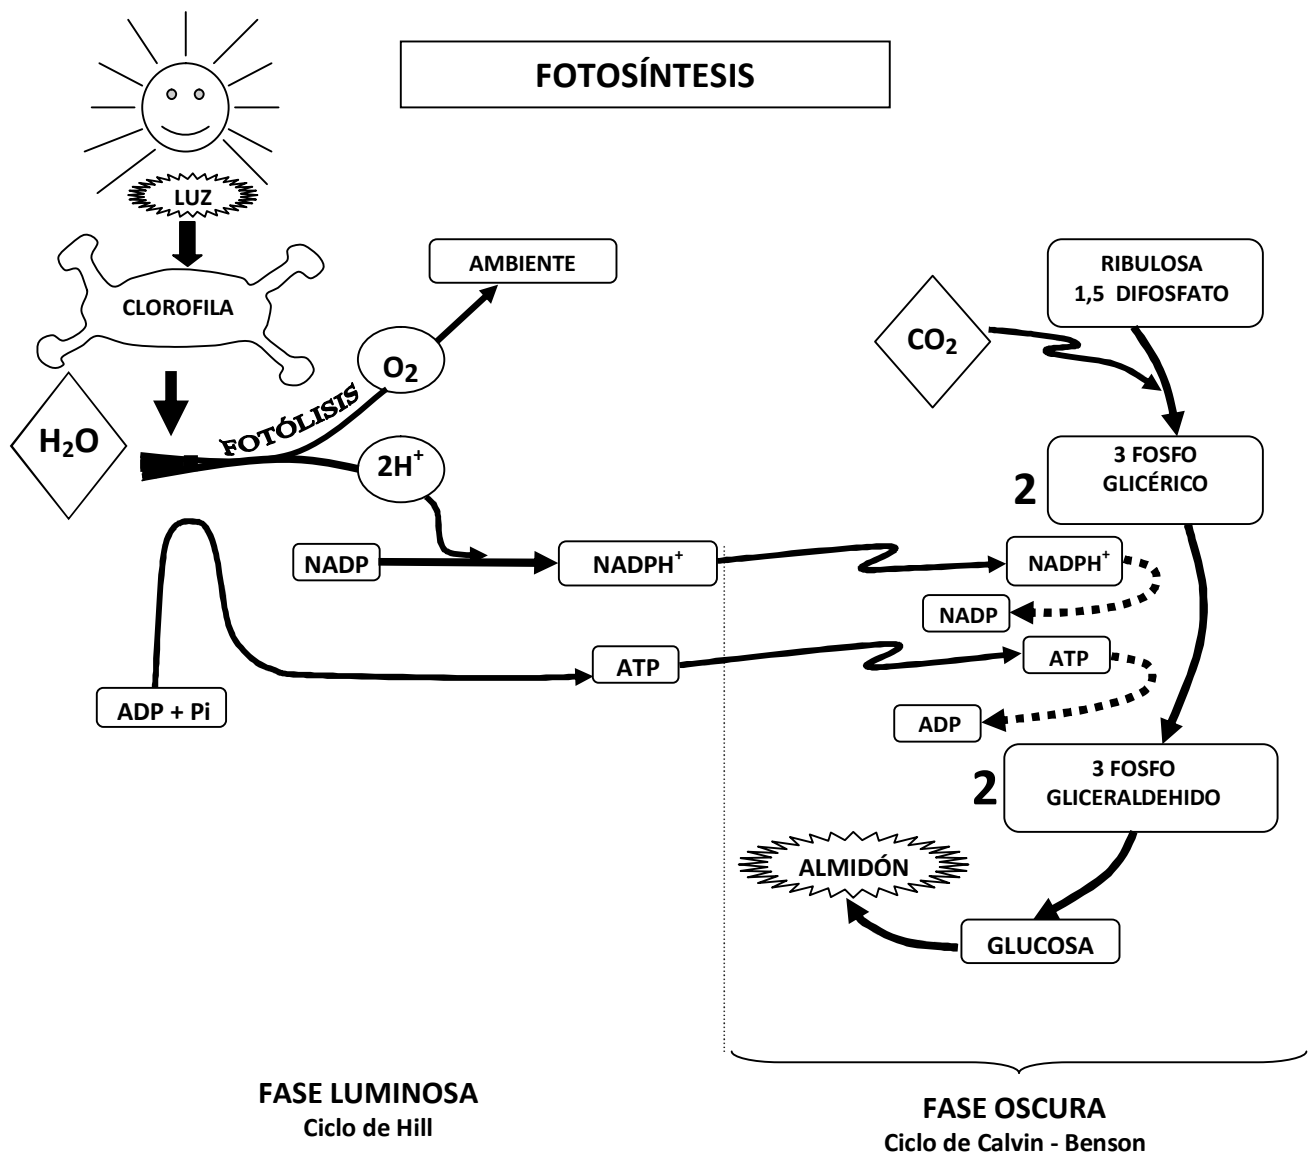 FOTOSÍNTESIS
LUZ
CLOROFILA
H₂O
FOTÓLISIS
O₂
AMBIENTE
2H⁺
NADP
NADPH⁺
ADP + Pi
ATP
RIBULOSA
1,5 DIFOSFATO
CO₂
2
3 FOSFO
GLICÉRICO
NADPH⁺
NADP
ATP
ADP
2
3 FOSFO
GLICERALDEHIDO
ALMIDÓN
GLUCOSA
FASE LUMINOSA
Ciclo de Hill
FASE OSCURA
Ciclo de Calvin - Benson